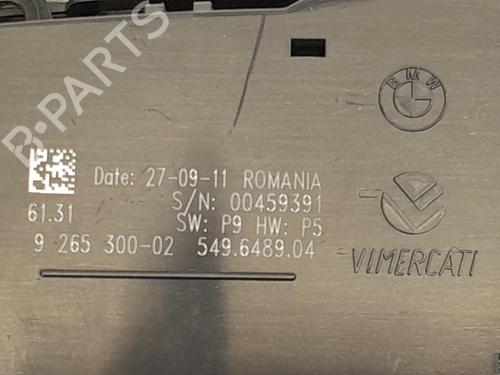 B-PARTS
BMW
Date: 27-09-11 ROMANIA
S/N: 00459391
61.31
SW: P9 HW: P5
9 265 300-02 549.6489.04
VIMERCATI